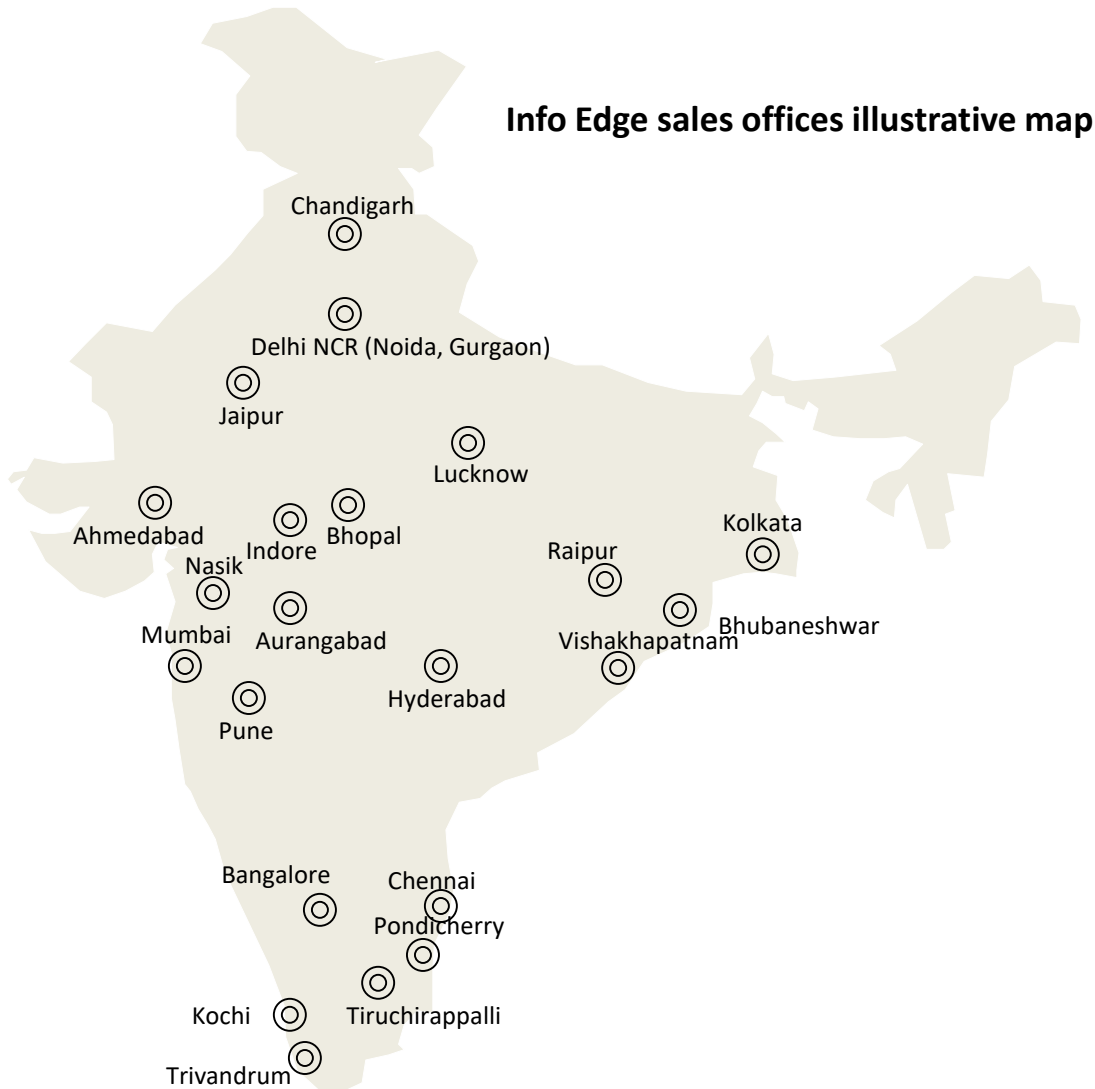 Info Edge sales offices illustrative map
Chandigarh
Delhi NCR (Noida, Gurgaon)
Jaipur
Lucknow
Ahmedabad
Indore
Bhopal
Kolkata
Raipur
Nasik
Bhubaneshwar
Mumbai
Aurangabad
Vishakhapatnam
Hyderabad
Pune
Bangalore
Chennai
Pondicherry
Kochi
Tiruchirappalli
Trivandrum